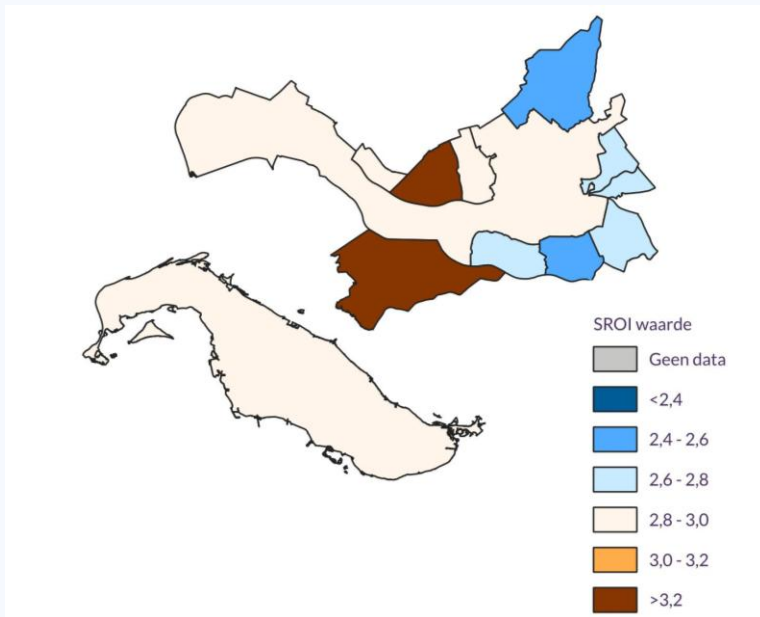 SROI waarde
Geen data
<2,4
2,4 - 2,6
2,6 - 2,8
2,8 - 3,0
3,0 - 3,2
>3,2